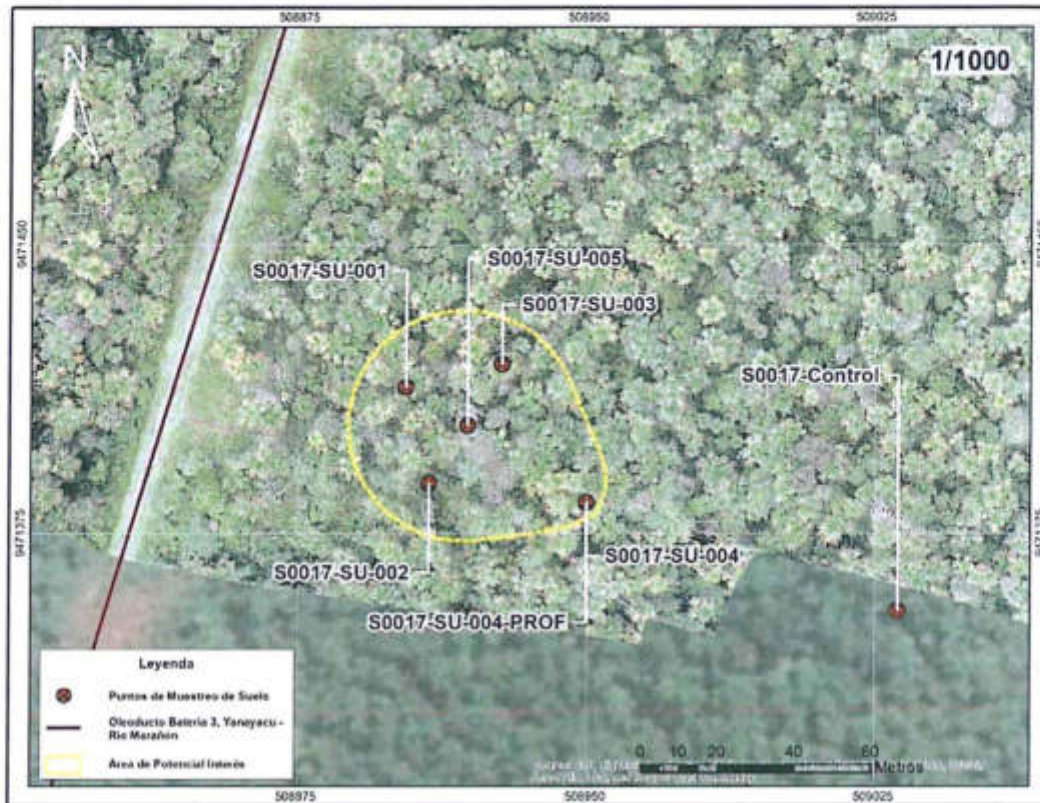 508875
508950
509025
N
1/1000
9471450
S0017-SU-001
S0017-SU-005
S0017-SU-003
S0017-Control
9471375
9471375
S0017-SU-002
S0017-SU-004
S0017-SU-004-PROF
Leyenda
Puntos de Muestreo de Suelo
Oleoducto Batería 3, Yanayacu -
Río Marañón
Área de Potencial Interés
0 10 20 40 60
Metros
508875
508950
509025